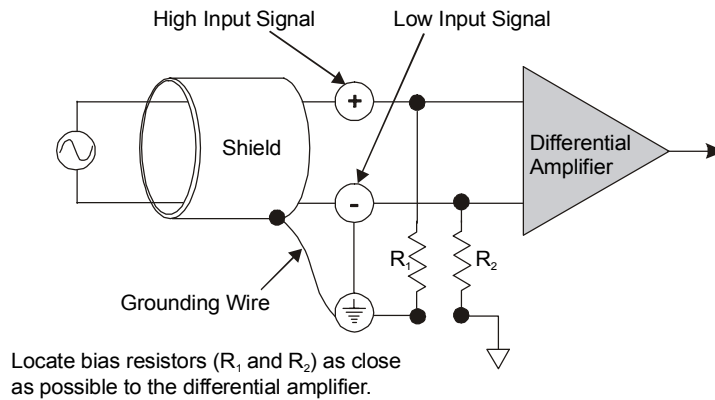 High Input Signal
Low Input Signal
+
Shield
Differential
Amplifier
-
R₁
R₂
Grounding Wire
Locate bias resistors (R₁ and R₂) as close
as possible to the differential amplifier.